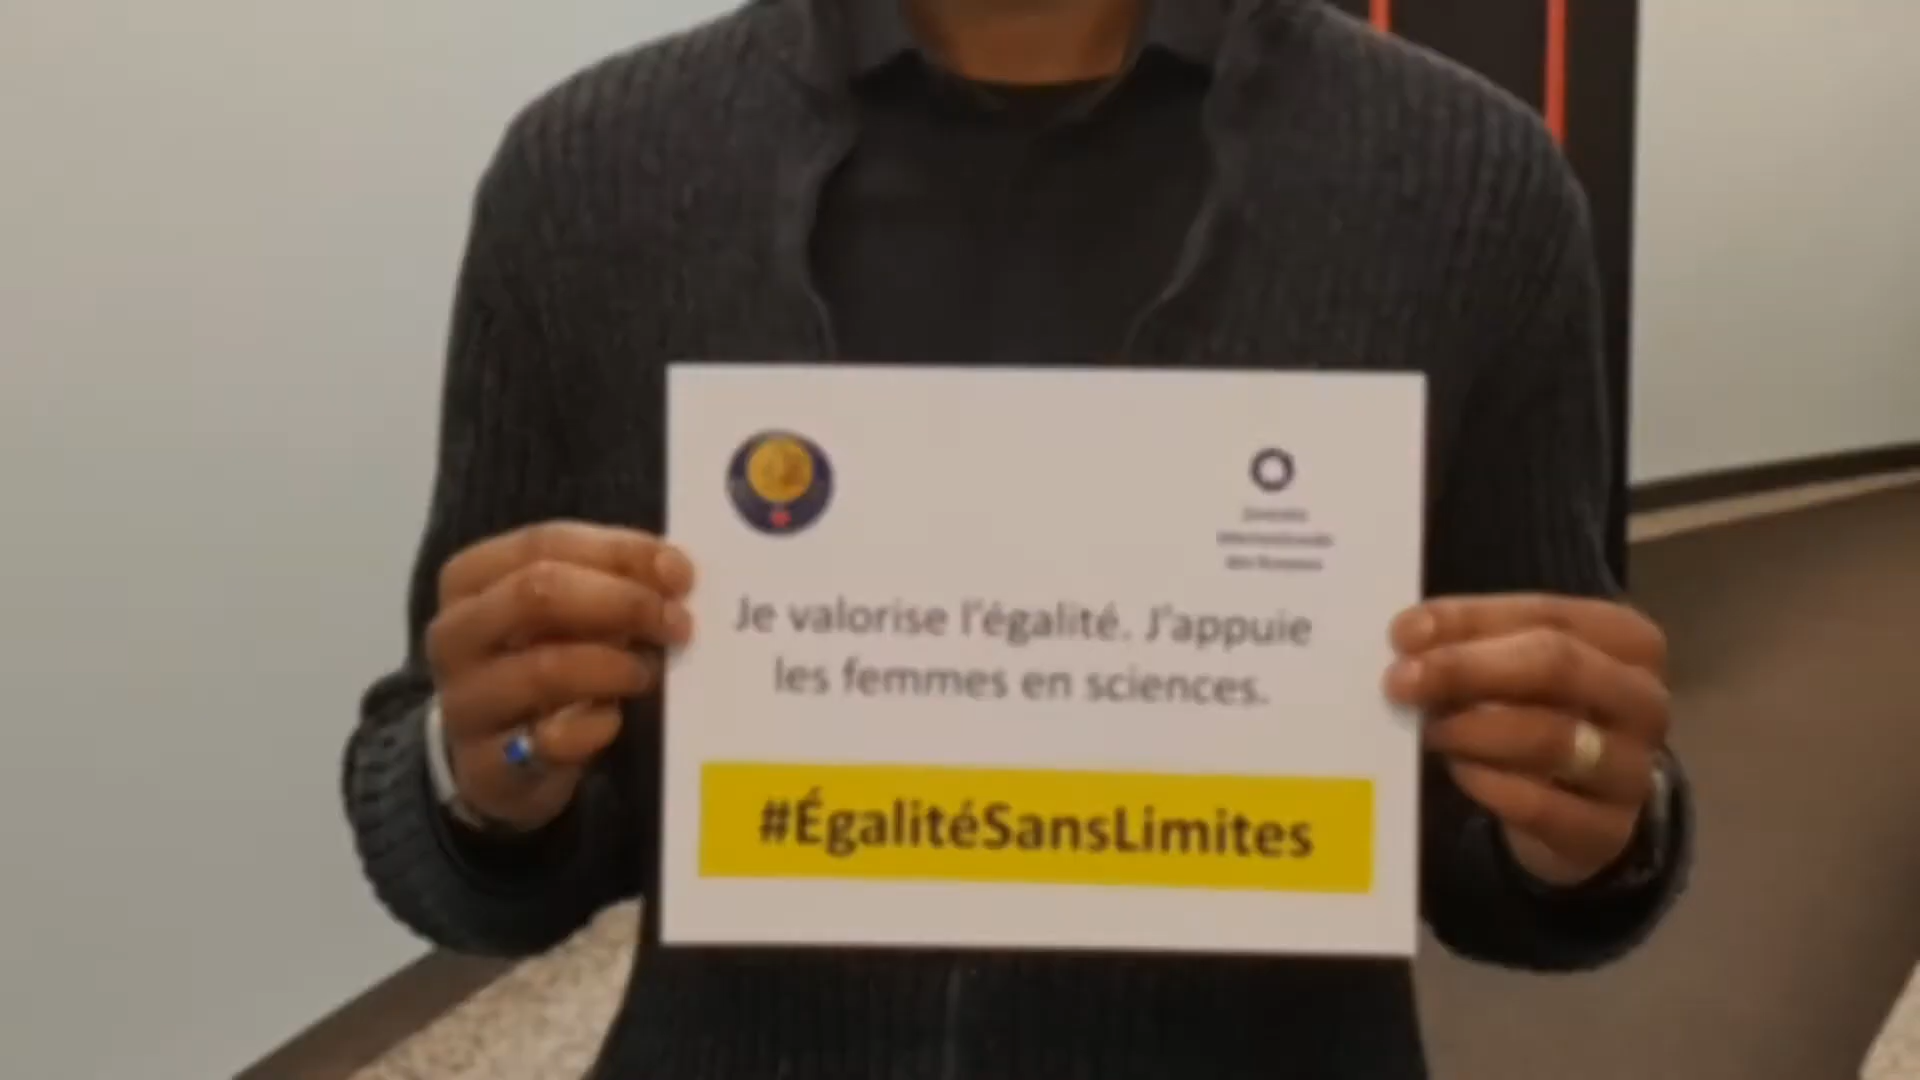 Je valorise l'égalité. J'appuie
les femmes en sciences.
#ÉgalitéSansLimites